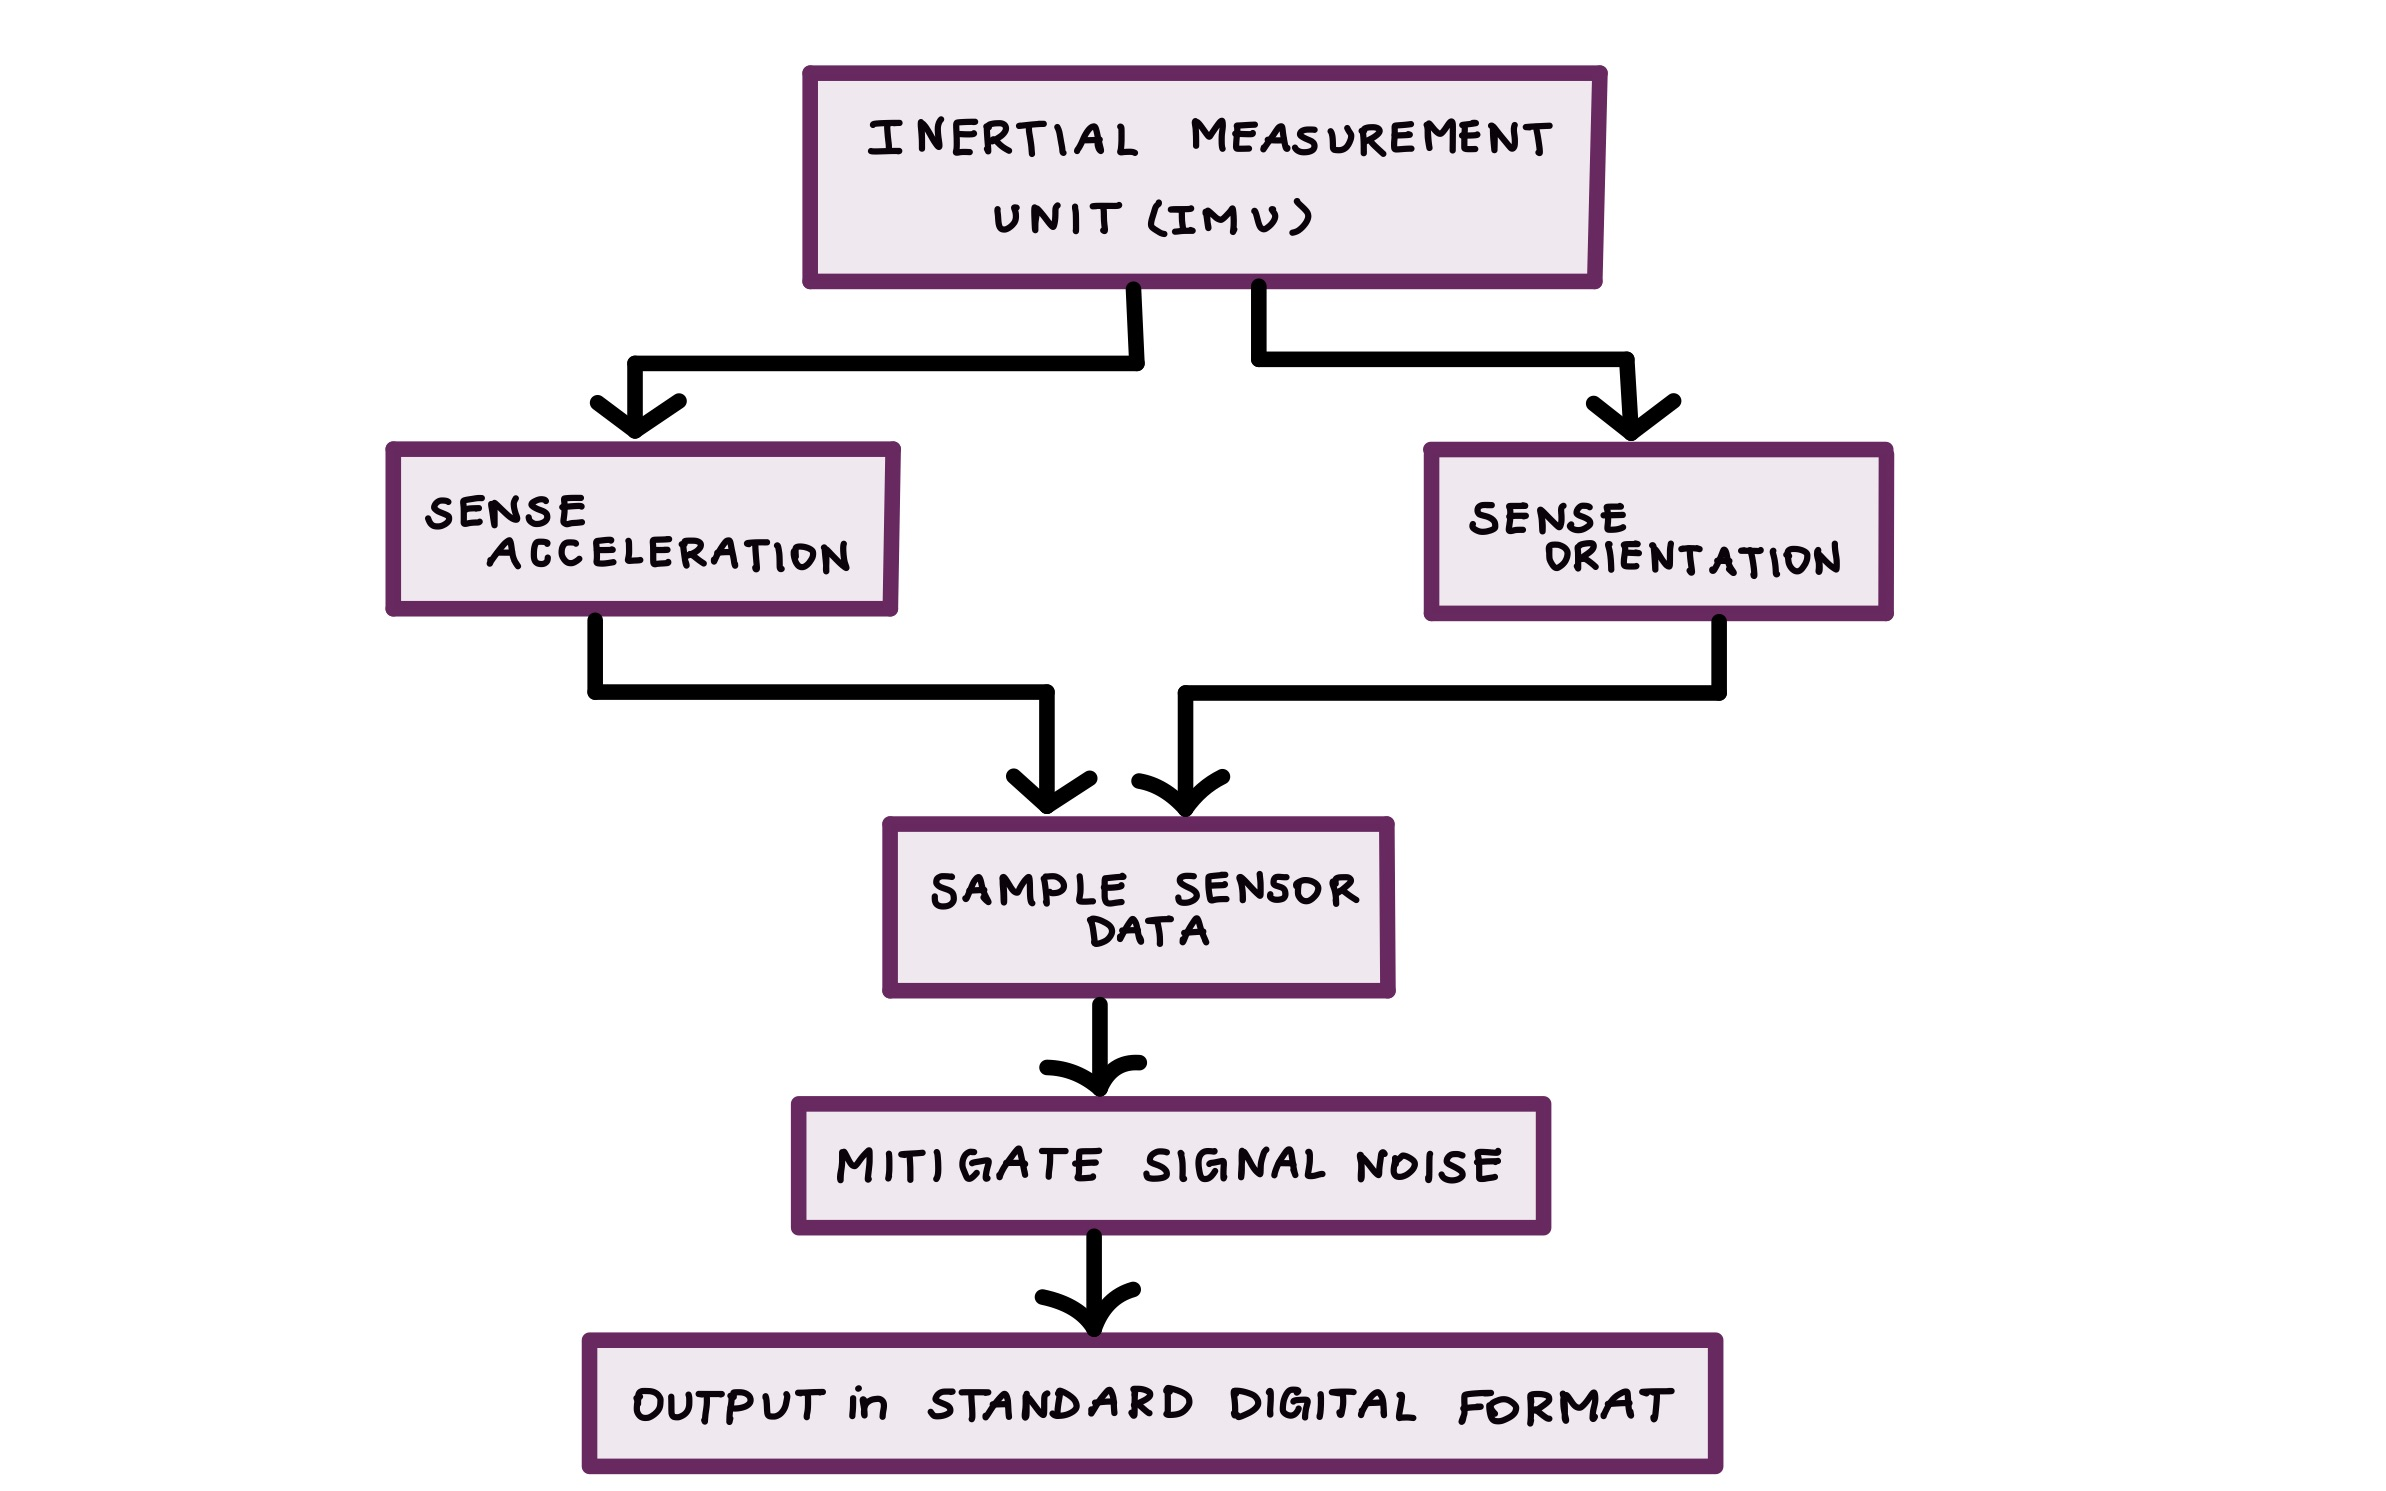 INERTIAL MEASUREMENT
UNIT (IMU)
SENSE
ACCELERATION
SENSE
ORIENTATION
SAMPLE SENSOR
DATA
MITIGATE SIGNAL NOISE
OUTPUT in STANDARD DIGITAL FORMAT